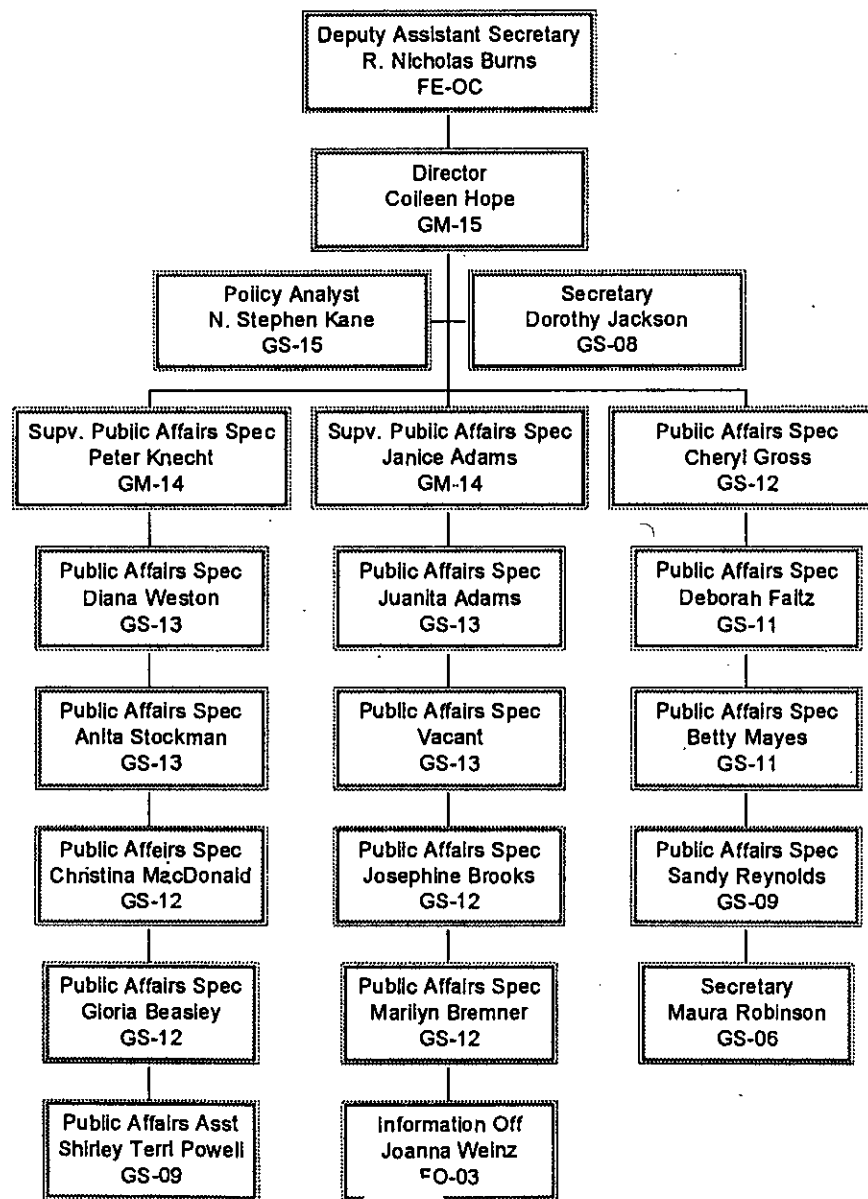 Deputy Assistant Secretary
R. Nicholas Burns
FE-OC
Director
Colleen Hope
GM-15
Policy Analyst
N. Stephen Kane
GS-15
Secretary
Dorothy Jackson
GS-08
Supv. Public Affairs Spec
Peter Knecht
GM-14
Supv. Public Affairs Spec
Janice Adams
GM-14
Public Affairs Spec
Cheryl Gross
GS-12
Public Affairs Spec
Diana Weston
GS-13
Public Affairs Spec
Juanita Adams
GS-13
Public Affairs Spec
Deborah Faltz
GS-11
Public Affairs Spec
Anita Stockman
GS-13
Public Affairs Spec
Vacant
GS-13
Public Affairs Spec
Betty Mayes
GS-11
Public Affairs Spec
Christina MacDonald
GS-12
Public Affairs Spec
Josephine Brooks
GS-12
Public Affairs Spec
Sandy Reynolds
GS-09
Public Affairs Spec
Gloria Beasley
GS-12
Public Affairs Spec
Marilyn Bremner
GS-12
Secretary
Maura Robinson
GS-06
Public Affairs Asst
Shirley Terri Powell
GS-09
Information Off
Joanna Weinz
FO-03